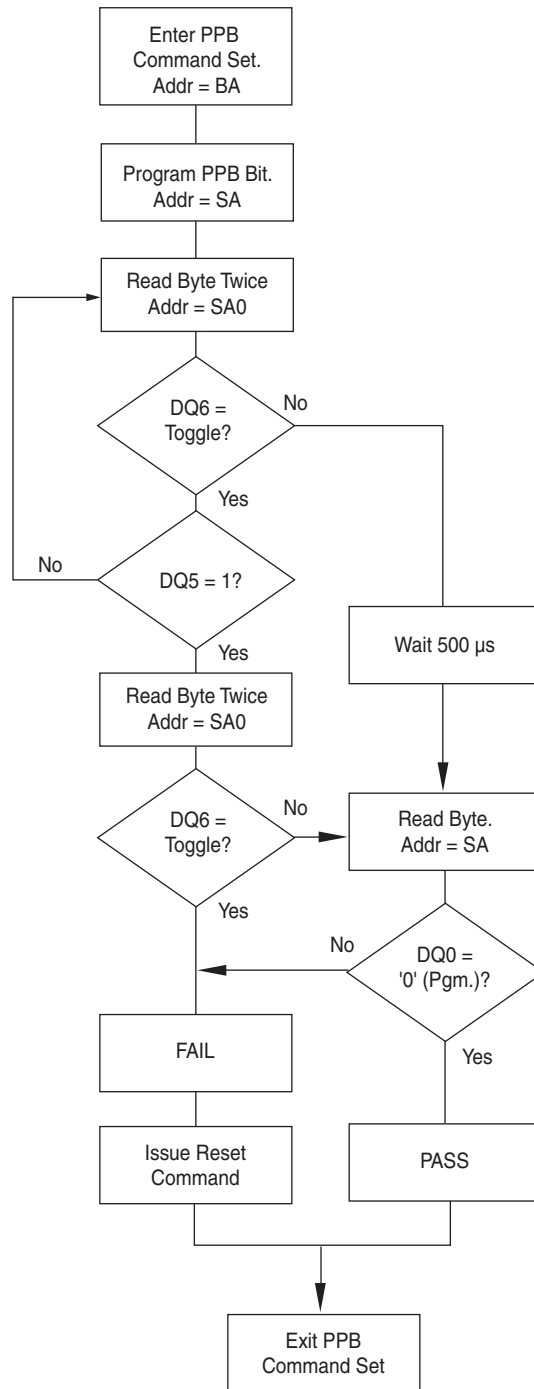 Enter PPB
Command Set.
Addr = BA
Program PPB Bit.
Addr = SA
Read Byte Twice
Addr = SA0
DQ6 =
Toggle?
No
Yes
DQ5 = 1?
No
Yes
Wait 500 µs
Read Byte Twice
Addr = SA0
DQ6 =
Toggle?
No
Yes
Read Byte.
Addr = SA
DQ0 =
'0' (Pgm.)?
No
Yes
FAIL
Issue Reset
Command
PASS
Exit PPB
Command Set